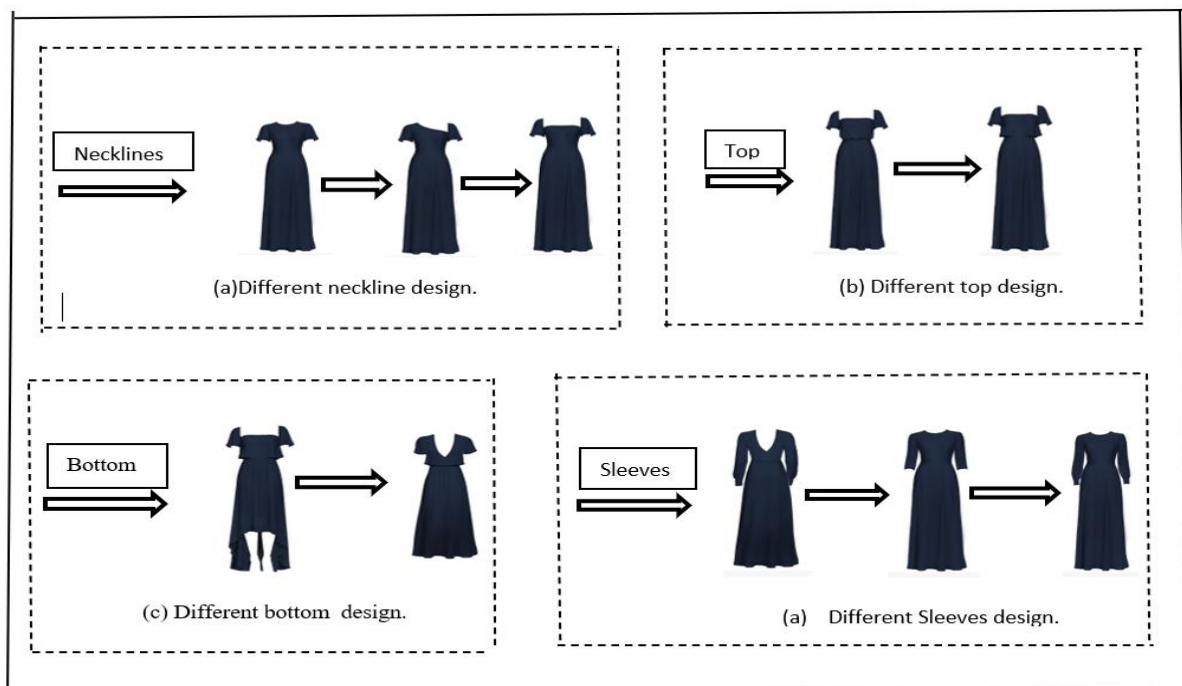 Necklines
(a)Different neckline design.
Top
(b) Different top design.
Bottom
(c) Different bottom design.
Sleeves
(a) Different Sleeves design.